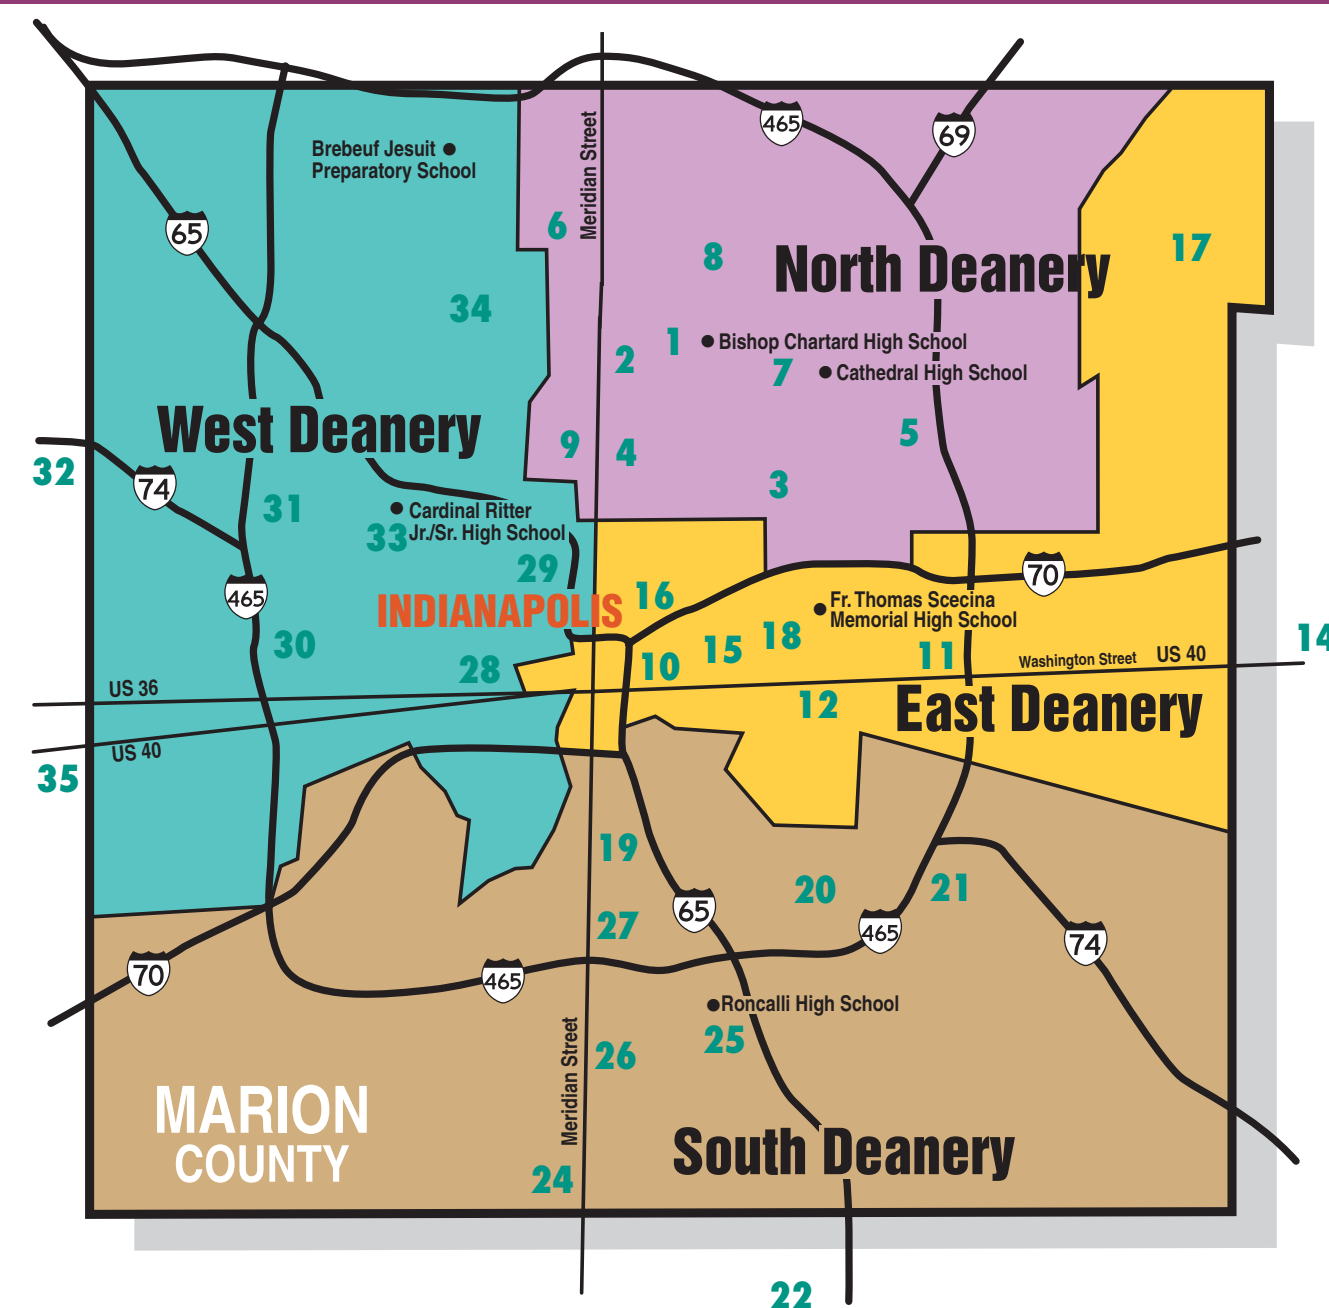 465
69
Meridian Street
Brebeuf Jesuit
Preparatory School
65
6
8
17
North Deanery
34
1
Bishop Chartard High School
2
7
Cathedral High School
West Deanery
9
4
5
32
74
3
31
Cardinal Ritter
33
Jr./Sr. High School
29
70
465
INDIANAPOLIS
16
Fr. Thomas Scecina
Memorial High School
30
15
18
14
28
10
11
Washington Street
US 40
US 36
12
East Deanery
US 40
35
19
20
21
65
27
465
74
70
465
Roncalli High School
25
26
Meridian Street
MARION
COUNTY
South Deanery
24
22